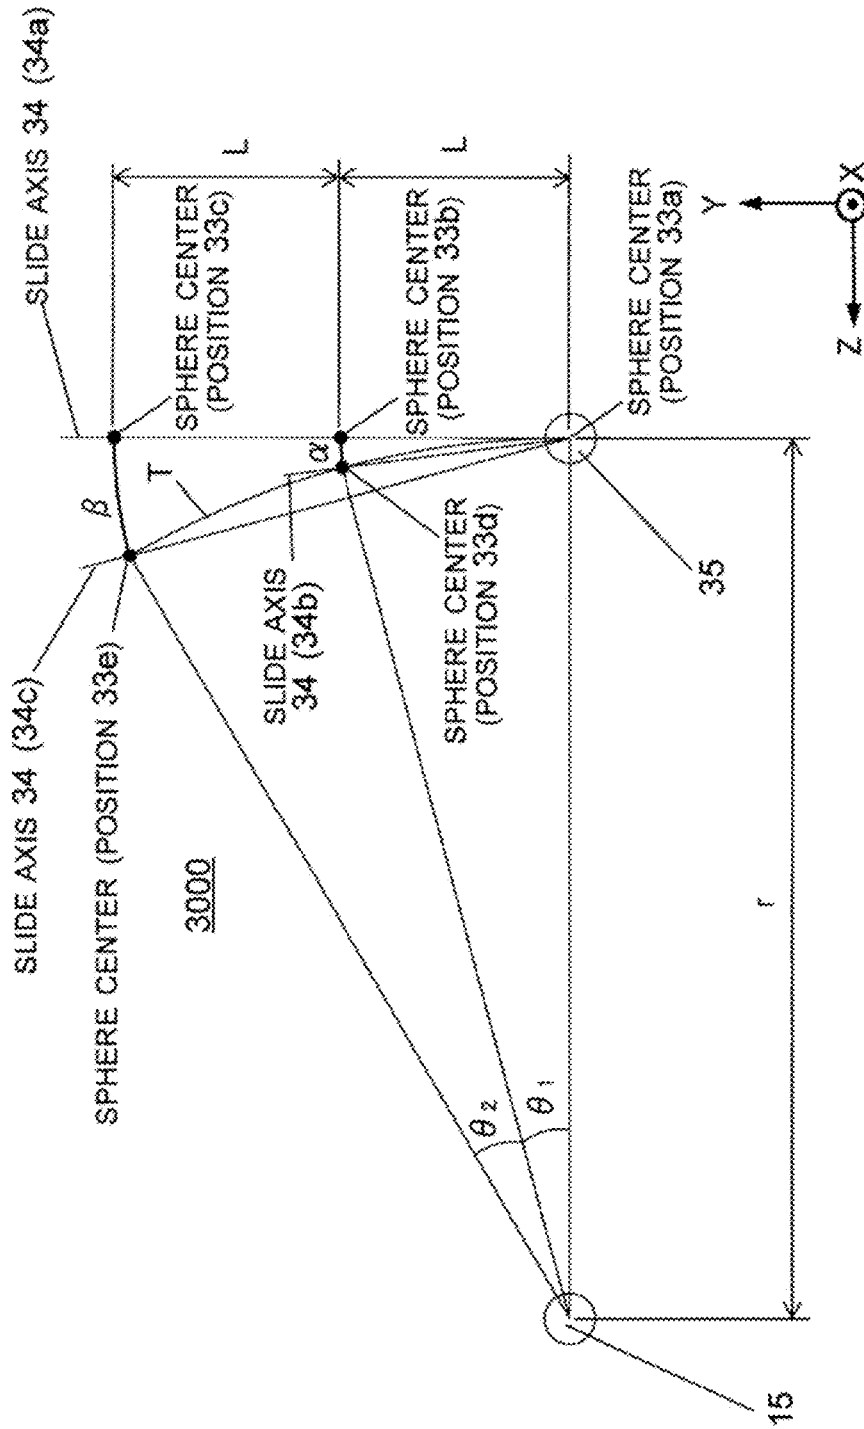 SLIDE AXIS 34 (34a)
L
L
SPHERE CENTER
(POSITION 33c)
SPHERE CENTER
(POSITION 33b)
SPHERE CENTER
(POSITION 33a)
Y
X
Z
β
T
α
SLIDE AXIS
34 (34b)
SPHERE CENTER
(POSITION 33d)
35
SLIDE AXIS 34 (34c)
SPHERE CENTER (POSITION 33e)
3000
r
θ2
θ1
15